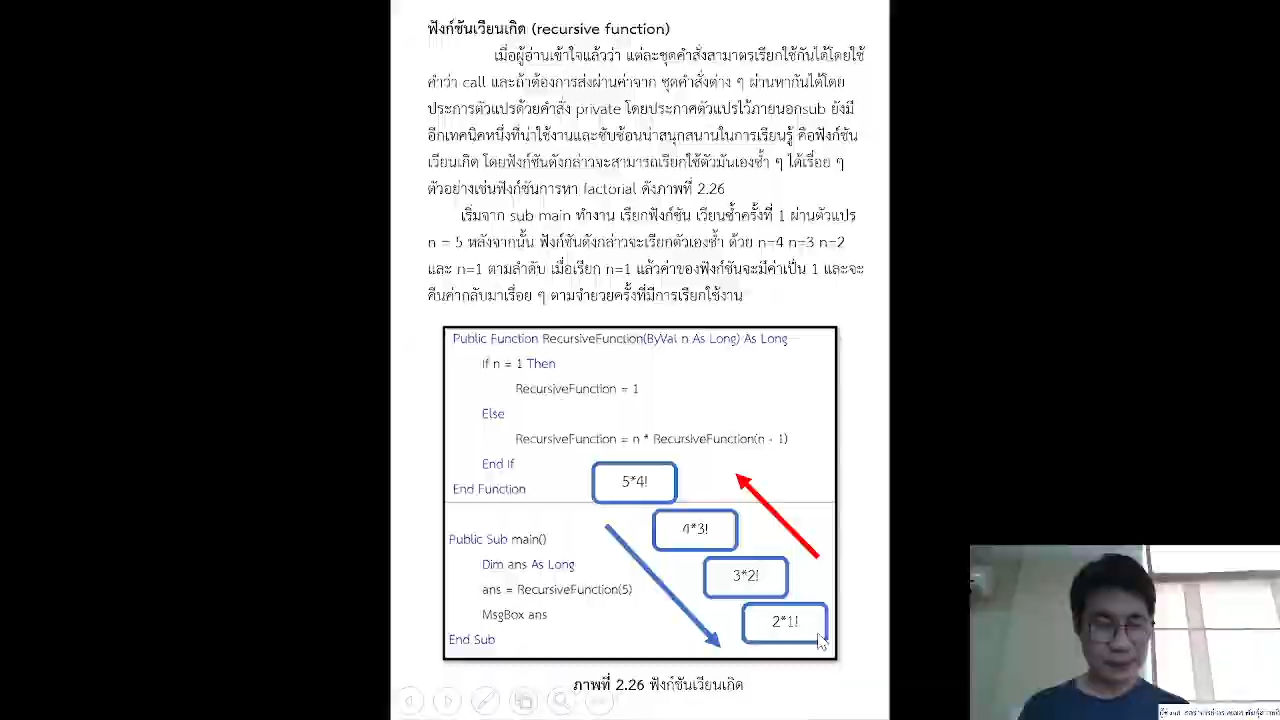 ฟังก์ชันเวียนเกิด (recursive function)
เมื่อผู้อ่านเข้าใจแล้วว่า แต่ละชุดคำสั่งสามาตรเรียกใช้กันได้โดยใช้
คำว่า call และถ้าต้องการส่งผ่านค่าจาก ชุดคำสั่งต่าง ๆ ผ่านหากันได้โดย
ประการตัวแปรด้วยคำสั่ง private โดยประกาศตัวแปรไว้ภายนอกsub ยังมี
อีกเทคนิคหนึ่งที่น่าใช้งานและซับซ้อนน่าสนุกสนานในการเรียนรู้ คือฟังก์ชัน
เวียนเกิด โดยฟังก์ชันดังกล่าวจะสามารถเรียกใช้ตัวมันเองซ้ำ ๆ ได้เรื่อย ๆ
ตัวอย่างเช่นฟังก์ชันการหา factorial ดังภาพที่ 2.26
เริ่มจาก sub main ทำงาน เรียกฟังก์ชัน เวียนซ้ำครั้งที่ 1 ผ่านตัวแปร
n = 5 หลังจากนั้น ฟังก์ชันดังกล่าวจะเรียกตัวเองซ้ำ ด้วย n=4 n=3 n=2
และ n=1 ตามลำดับ เมื่อเรียก n=1 แล้วค่าของฟังก์ชันจะมีค่าเป็น 1 และจะ
คืนค่ากลับมาเรื่อย ๆ ตามจำยวยครั้งที่มีการเรียกใช้งาน
Public Function RecursiveFunction(ByVal n As Long) As Long
If n = 1 Then
RecursiveFunction = 1
Else
RecursiveFunction = n * RecursiveFunction(n - 1)
End If
End Function
5*4!
4*3!
3*2!
2*1!
Public Sub main()
Dim ans As Long
ans = RecursiveFunction(5)
MsgBox ans
End Sub
ภาพที่ 2.26 ฟังก์ชันเวียนเกิด